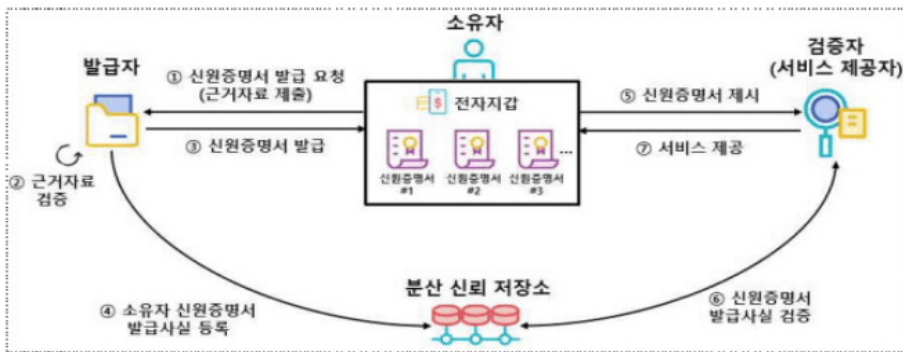 소유자
발급자
검증자
(서비스 제공자)
① 신원증명서 발급 요청
(근거자료 제출)
전자지갑
⑤ 신원증명서 제시
③ 신원증명서 발급
⑦ 서비스 제공
② 근거자료
검증
신원증명서
#1
신원증명서
#2
신원증명서
#3
...
분산 신뢰 저장소
④ 소유자 신원증명서
발급사실 등록
⑥ 신원증명서
발급사실 검증